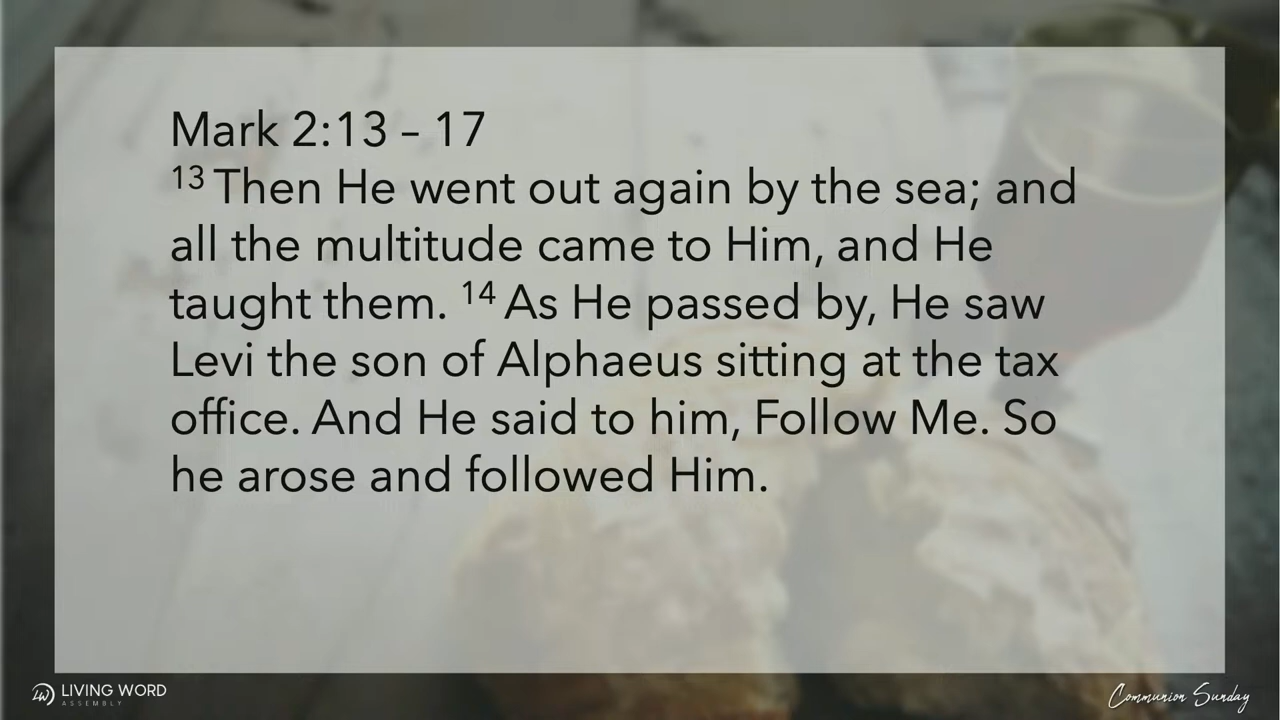 Mark 2:13 – 17
13 Then He went out again by the sea; and
all the multitude came to Him, and He
taught them. 14 As He passed by, He saw
Levi the son of Alphaeus sitting at the tax
office. And He said to him, Follow Me. So
he arose and followed Him.
LW LIVING WORD
ASSEMBLY
Communion Sunday